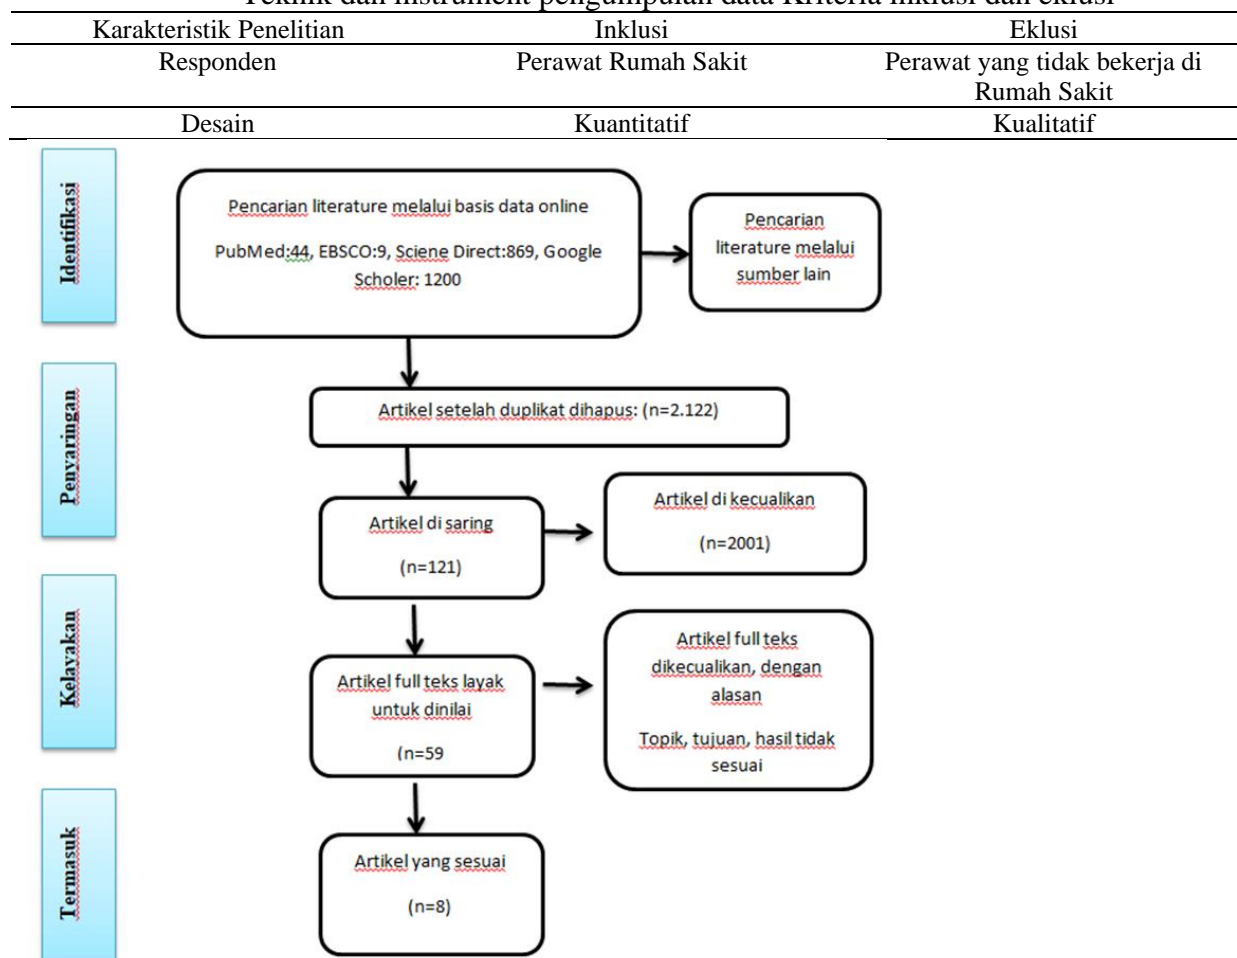 Teknik dan instrument pengumpulan data Kriteria inklusi dan eklusi
Karakteristik Penelitian Inklusi Eklusi
Responden Perawat Rumah Sakit Perawat yang tidak bekerja di
Rumah Sakit
Desain Kuantitatif Kualitatif
Identifikasi
Pencarian literature melalui basis data online
PubMed:44, EBSCO:9, Sciene Direct:869, Google
Scholer: 1200
Pencarian
literature melalui
sumber lain
Penyaringan
Artikel setelah duplikat dihapus: (n=2.122)
Artikel di saring
(n=121)
Artikel di kecualikan
(n=2001)
Kelayakan
Artikel full teks layak
untuk dinilai
(n=59
Artikel full teks
dikecualikan, dengan
alasan
Topik, tujuan, hasil tidak
sesuai
Termasuk
Artikel yang sesuai
(n=8)